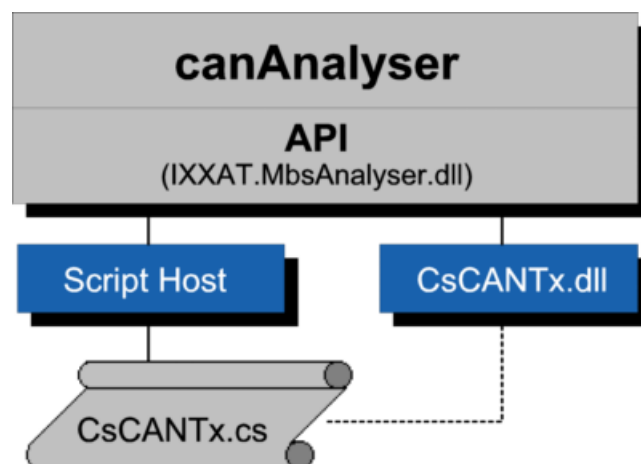 canAnalyser
API
(IXXAT.MbsAnalyser.dll)
Script Host
CsCANTx.dll
CsCANTx.cs